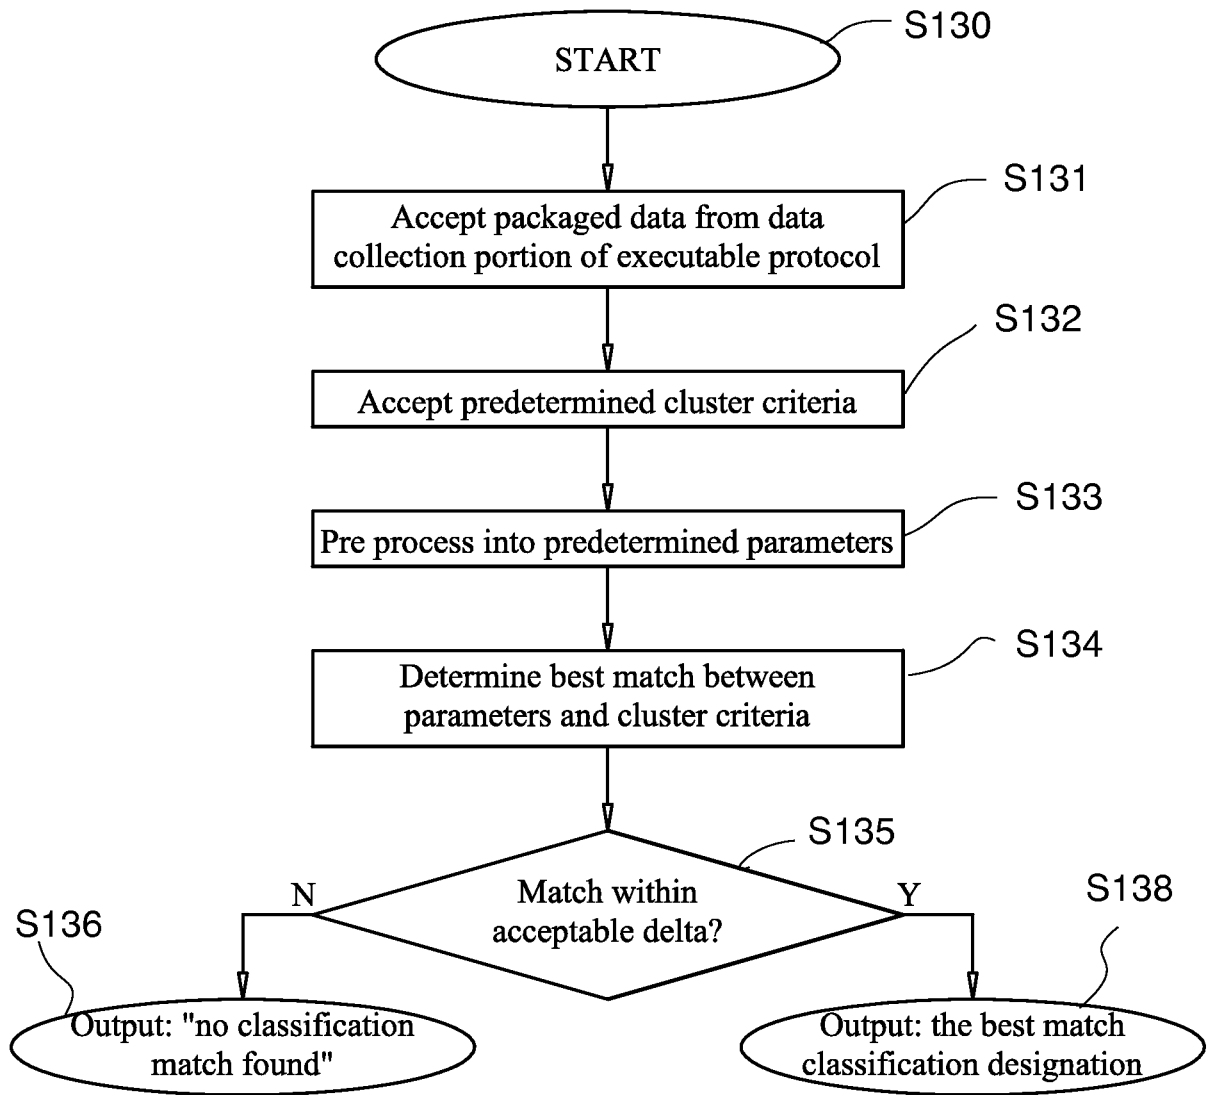 START
S130
S131
Accept packaged data from data
collection portion of executable protocol
S132
Accept predetermined cluster criteria
S133
Pre process into predetermined parameters
S134
Determine best match between
parameters and cluster criteria
S135
Match within
acceptable delta?
N
Y
S136
Output: "no classification
match found"
S138
Output: the best match
classification designation